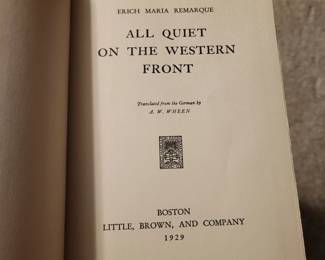 ERICH MARIA REMARQUE
ALL QUIET
ON THE WESTERN
FRONT
Translated from the German by
A. W. WHEEN
BOSTON
LITTLE, BROWN, AND COMPANY
1929